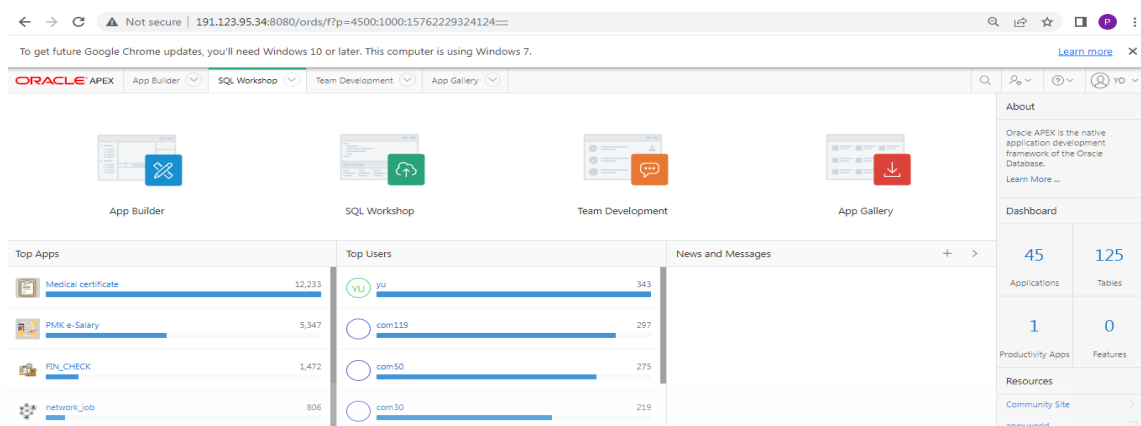 Not secure | 191.123.95.34:8080/ords/f?p=4500:1000:15762229324124:::::
P
To get future Google Chrome updates, you'll need Windows 10 or later. This computer is using Windows 7.
Learn more
ORACLE APEX App Builder SQL Workshop Team Development App Gallery
YO
About
Oracle APEX is the native
application development
framework of the Oracle
Database.
Learn More ...
App Builder SQL Workshop Team Development App Gallery
Dashboard
45 125
Applications Tables
1 0
Productivity Apps Features
Resources
Community Site
apex.world
Top Apps
Medical certificate 12,233
PMK e-Salary 5,347
FIN_CHECK 1,472
network_job 806
Top Users
YU yu 343
com119 297
com50 275
com30 219
News and Messages